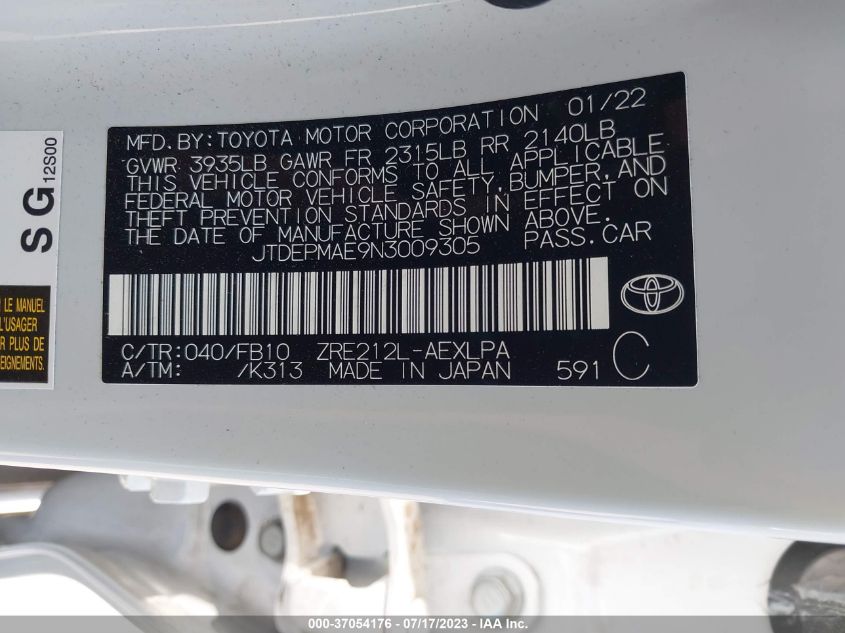 MFD. BY: TOYOTA MOTOR CORPORATION 01/22
GVWR 3935LB GAWR FR 2315LB RR 2140LB
THIS VEHICLE CONFORMS TO ALL APPLICABLE
FEDERAL MOTOR VEHICLE SAFETY, BUMPER, AND
THEFT PREVENTION STANDARDS IN EFFECT ON
THE DATE OF MANUFACTURE SHOWN ABOVE.
JTDEPMAE9N3009305 PASS.CAR
C/TR: 040/FB10 ZRE212L-AEXLPA
A/TM: /K313 MADE IN JAPAN 591 C
SG 12S00
LE MANUEL
L'USAGER
R PLUS
000-37054176 - 07/17/2023 - IAA Inc.